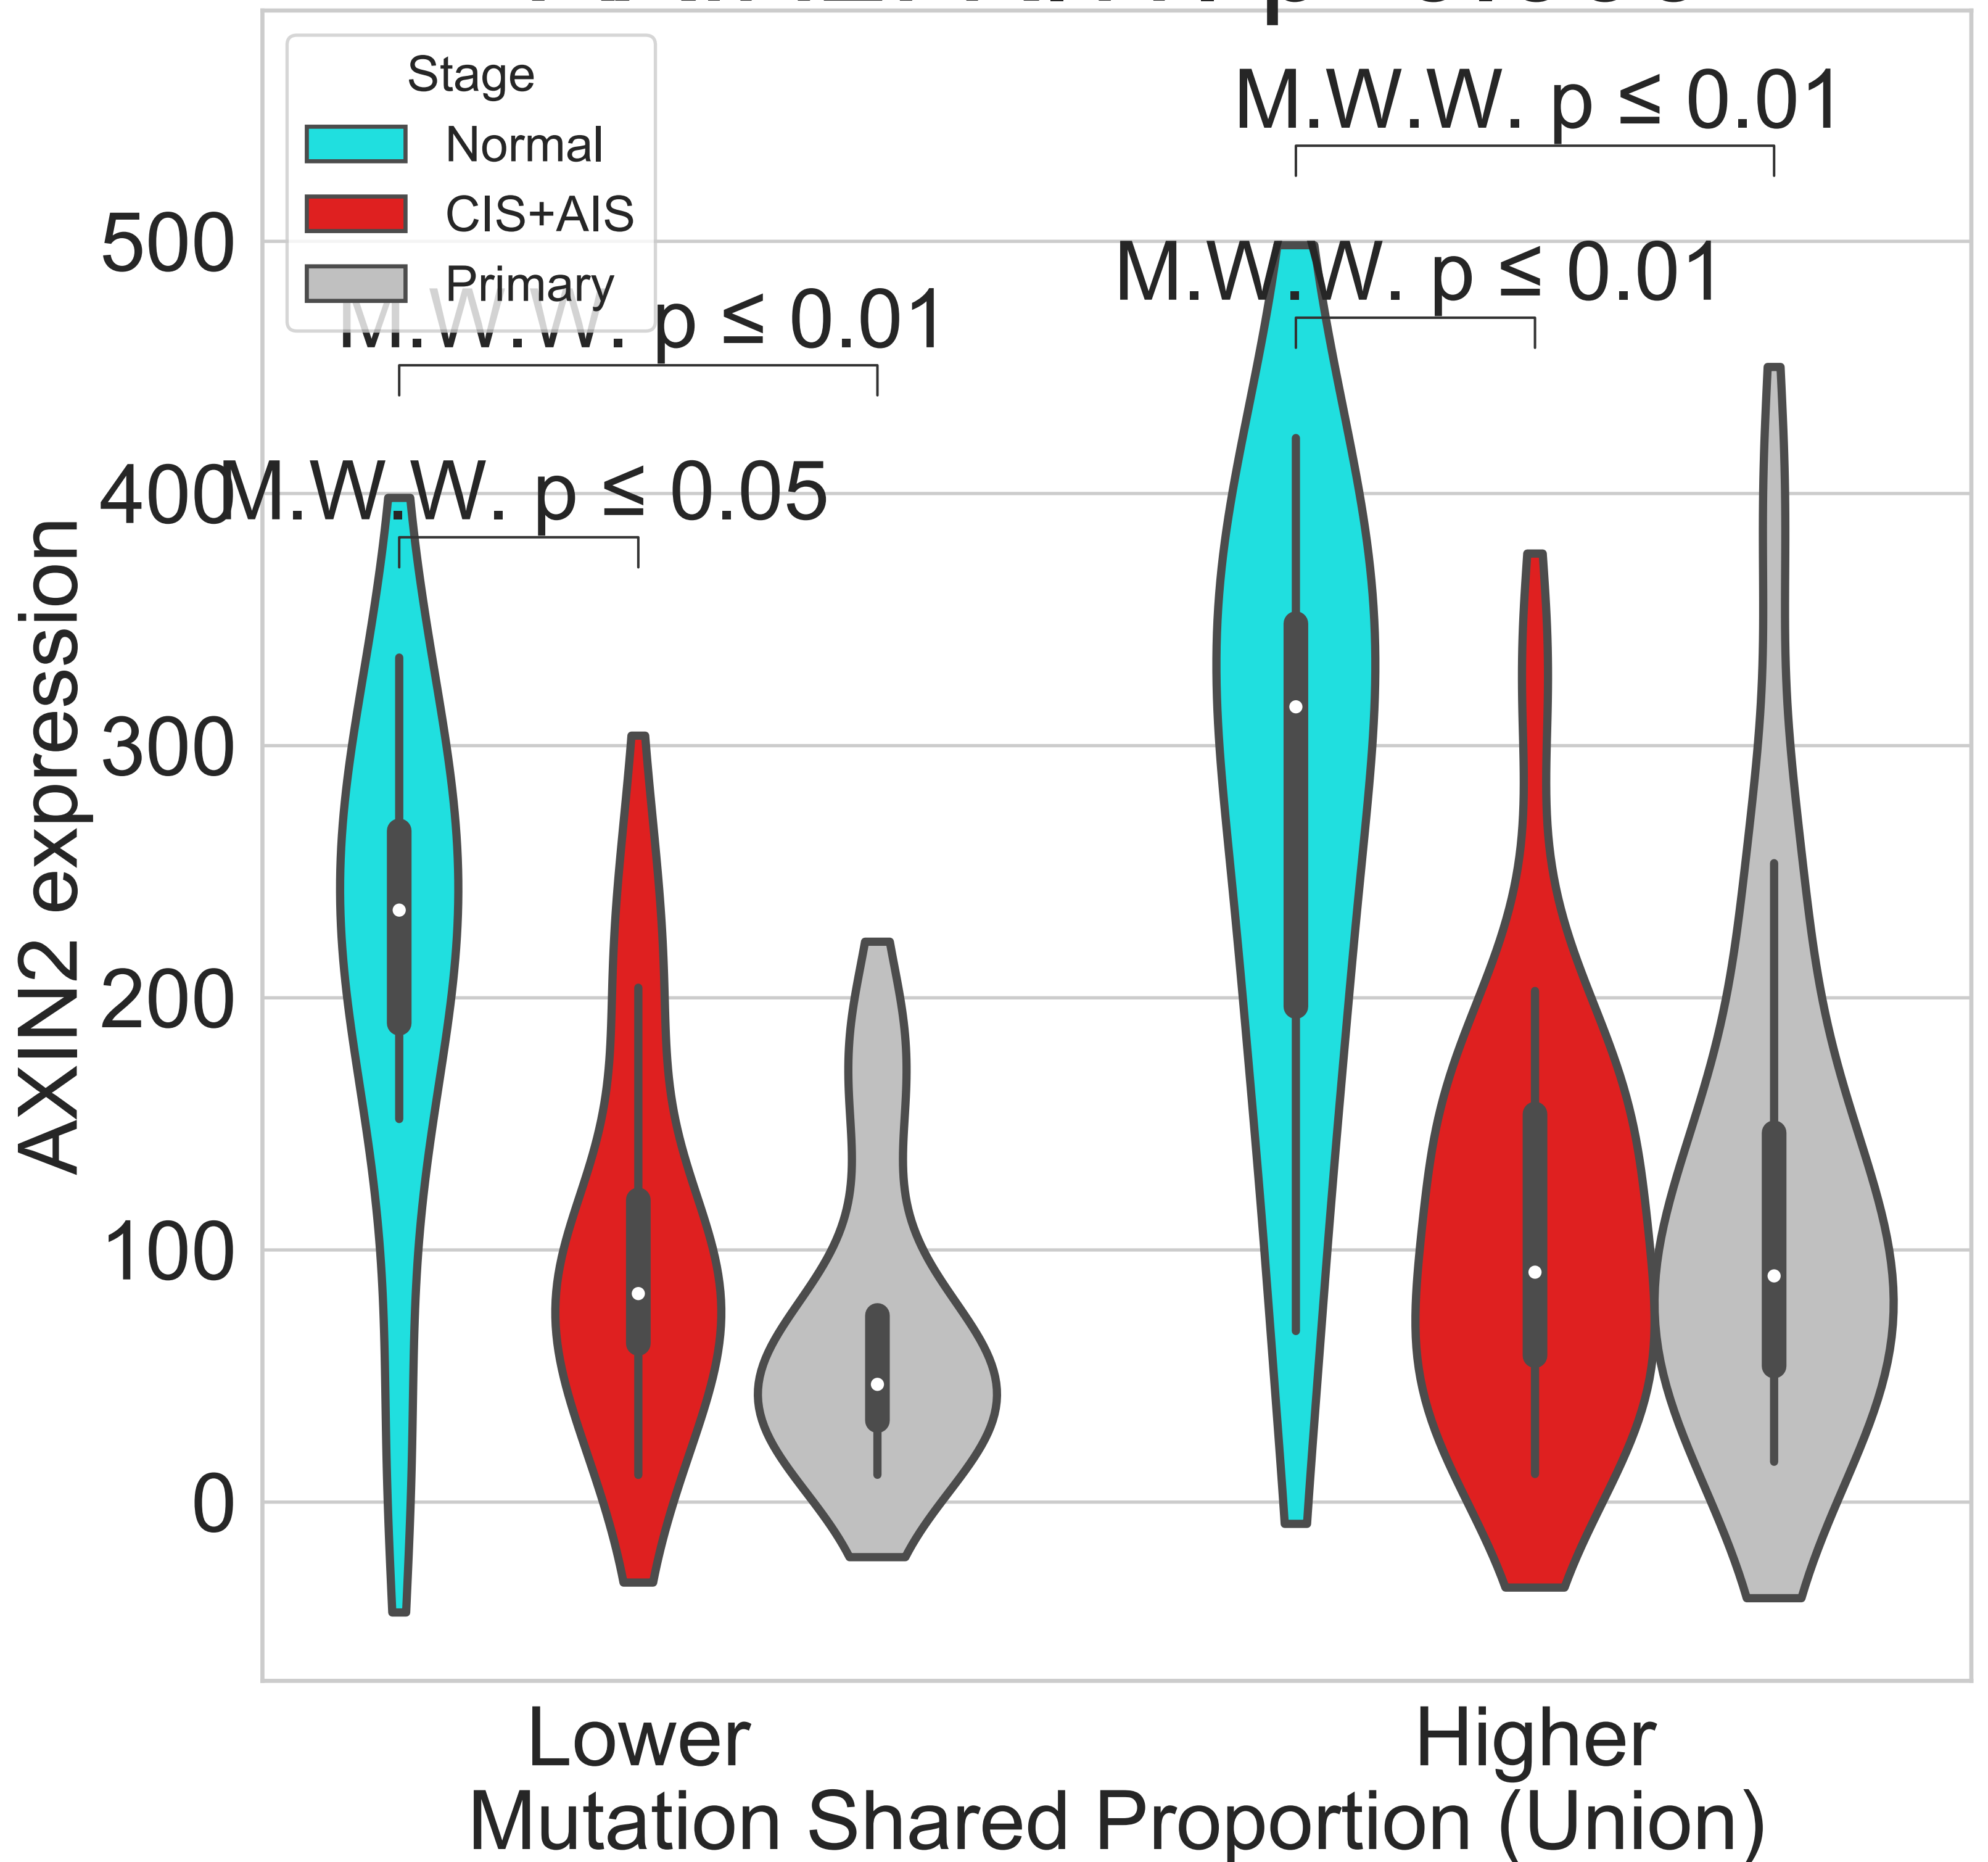 Stage
Normal
CIS+AIS
Primary
M.W.W. p ≤ 0.01
M.W.W. p ≤ 0.01
M.W.W. p ≤ 0.01
M.W.W. p ≤ 0.05
500
400
300
200
100
0
AXIN2 expression
Lower
Higher
Mutation Shared Proportion (Union)